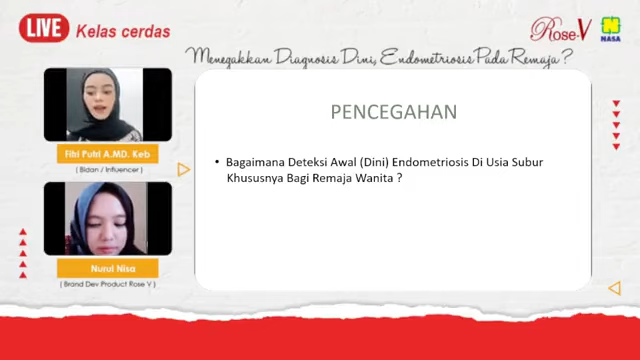 LIVE Kelas cerdas
Rose-V
NASA
Menegakkan Diagnosis Dini, Endometriosis Pada Remaja ?
PENCEGAHAN
• Bagaimana Deteksi Awal (Dini) Endometriosis Di Usia Subur
Khususnya Bagi Remaja Wanita ?
Fitri Putri A.MD. Keb
( Bidan / Influencer )
Nurul Nisa
( Brand Dev Product Rose V )